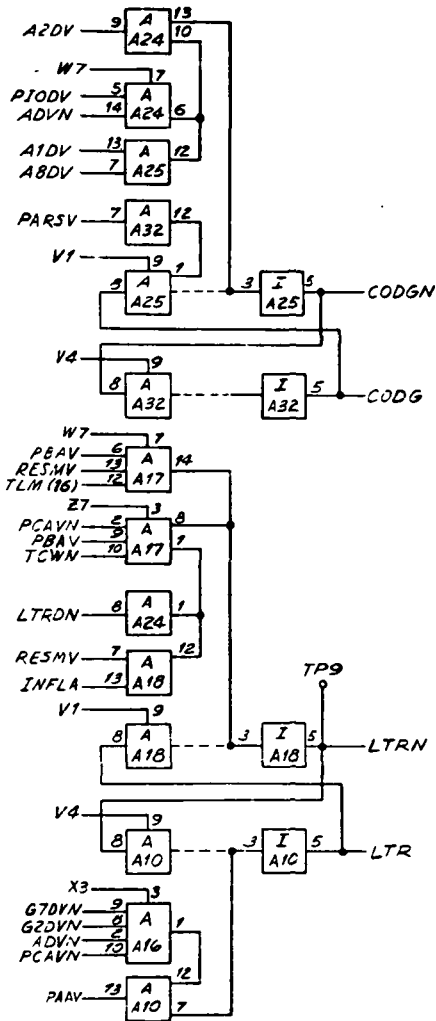 A2DV 9 A A24 13
10
W7 7
PIODV 5 A A24
ADVN 14 6
A1DV 13 A A25 12
A8DV 7
PARSV 7 A A32 12
V1 9 1
8 A A25 3 I A25 5 CODGN
V4 9
8 A A32 I A32 5 CODG
W7 1
PBAV 6 A A17 14
RESMV 13
TLM (16) 12
Z7 3
PCAVN 2 A A17 8
PBAV 9 1
TCWN 10
LTRDN 8 A A24 1
RESMV 7 A A18 12
INFLA 13
TP9
V1 9
8 A A18 3 I A18 5 LTRN
V4 9
8 A A10 3 I A10 5 LTR
X3 3
G7DVN 9 A A16 1
G2DVN 8
ADVN 2
PCAVN 10
PAAV 13 A A10 12
7